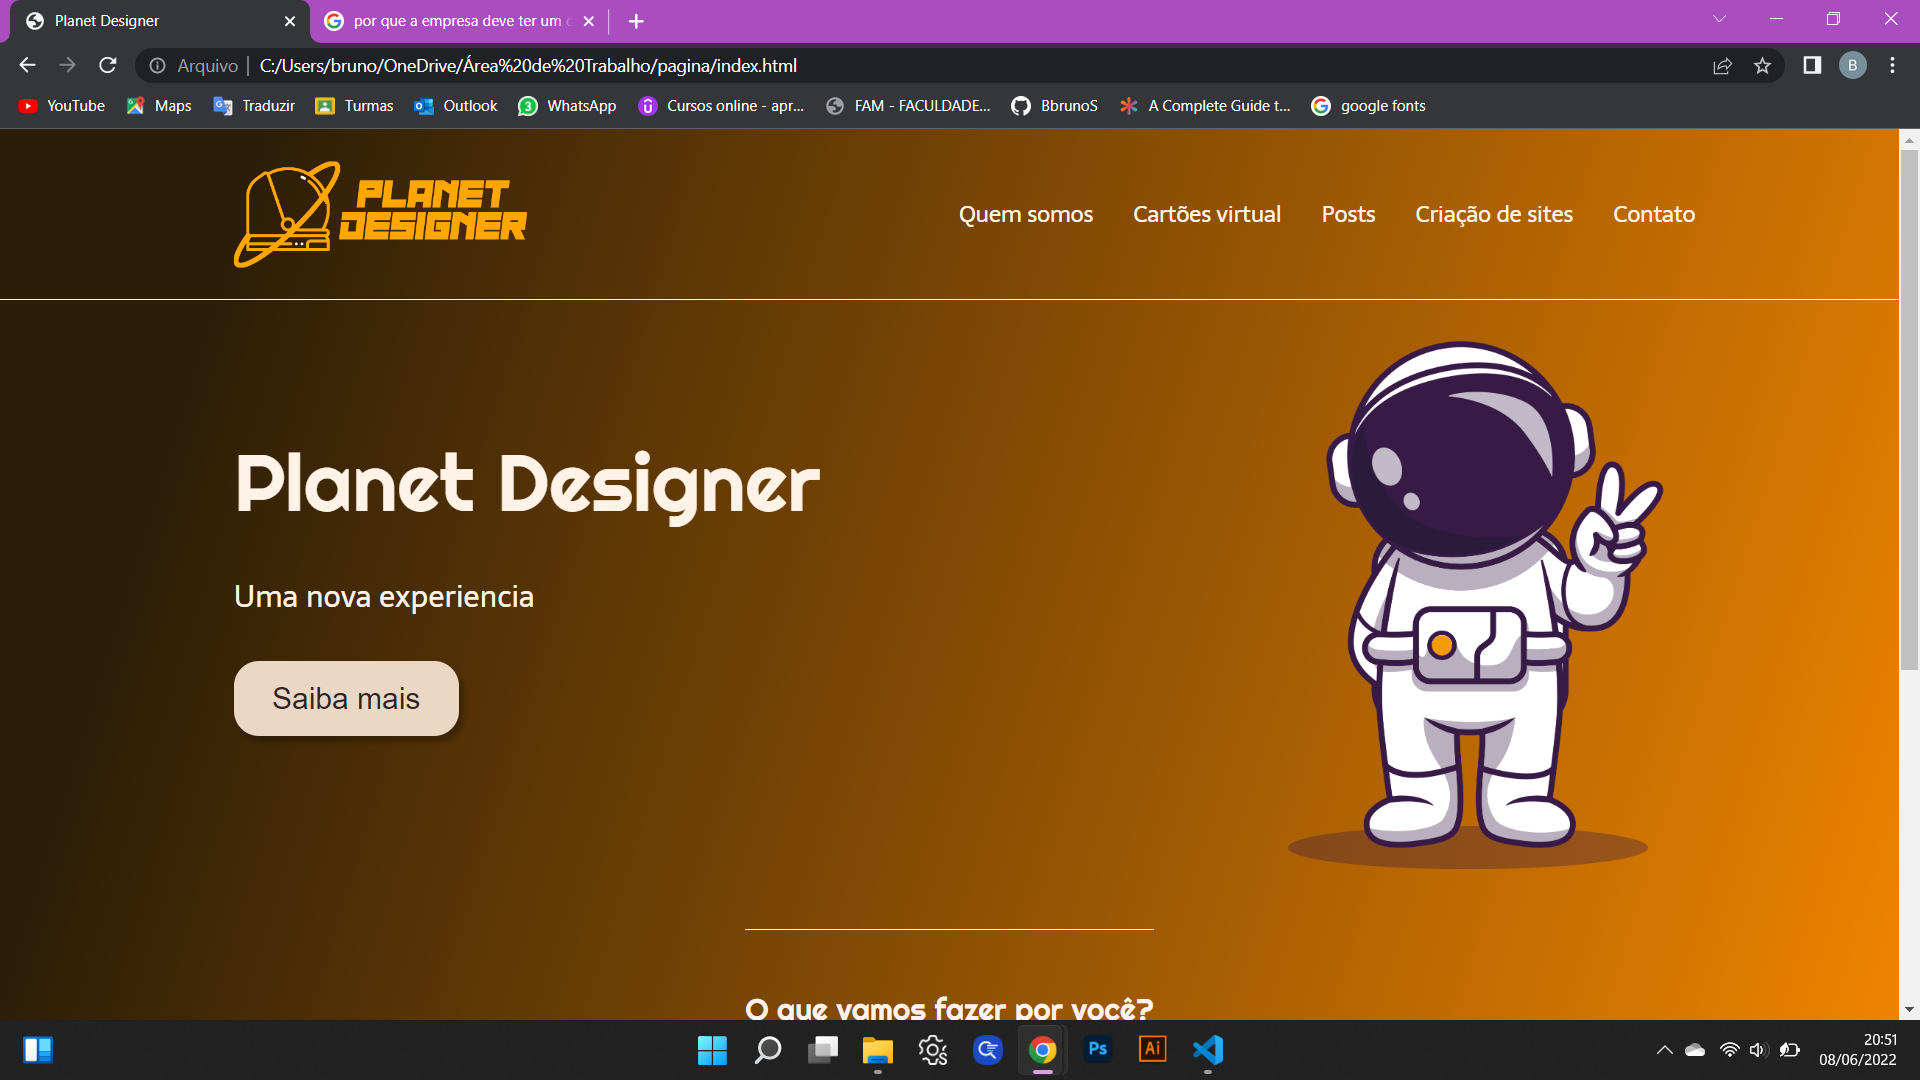 Planet Designer
por que a empresa deve ter um
Arquivo
C:/Users/bruno/OneDrive/Área%20de%20Trabalho/pagina/index.html
B
YouTube
Maps
Traduzir
Turmas
Outlook
3
WhatsApp
Cursos online - apr...
FAM - FACULDADE...
BbrunoS
A Complete Guide t...
google fonts
PLANET
DESIGNER
Quem somos
Cartões virtual
Posts
Criação de sites
Contato
Planet Designer
Uma nova experiencia
Saiba mais
O que vamos fazer por você?
Ps
Ai
20:51
08/06/2022